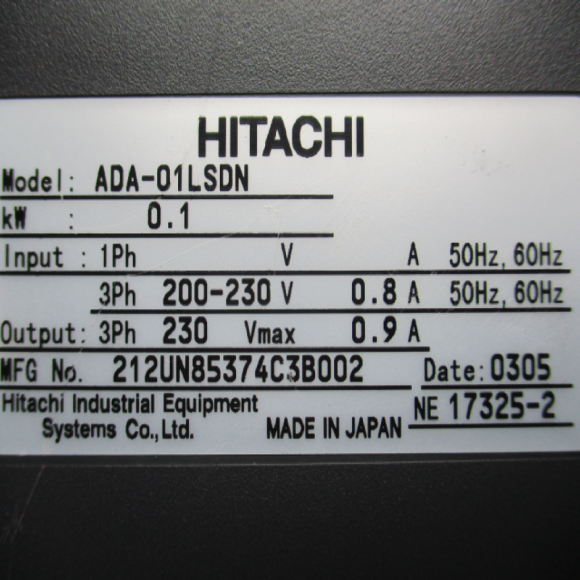 HITACHI
Model: ADA-01LSDN
kW : 0.1
Input : 1Ph V A 50Hz, 60Hz
3Ph 200-230 V 0.8 A 50Hz, 60Hz
Output: 3Ph 230 Vmax 0.9 A
MFG No. 212UN85374C3B002 Date: 0305
Hitachi Industrial Equipment NE 17325-2
Systems Co., Ltd. MADE IN JAPAN